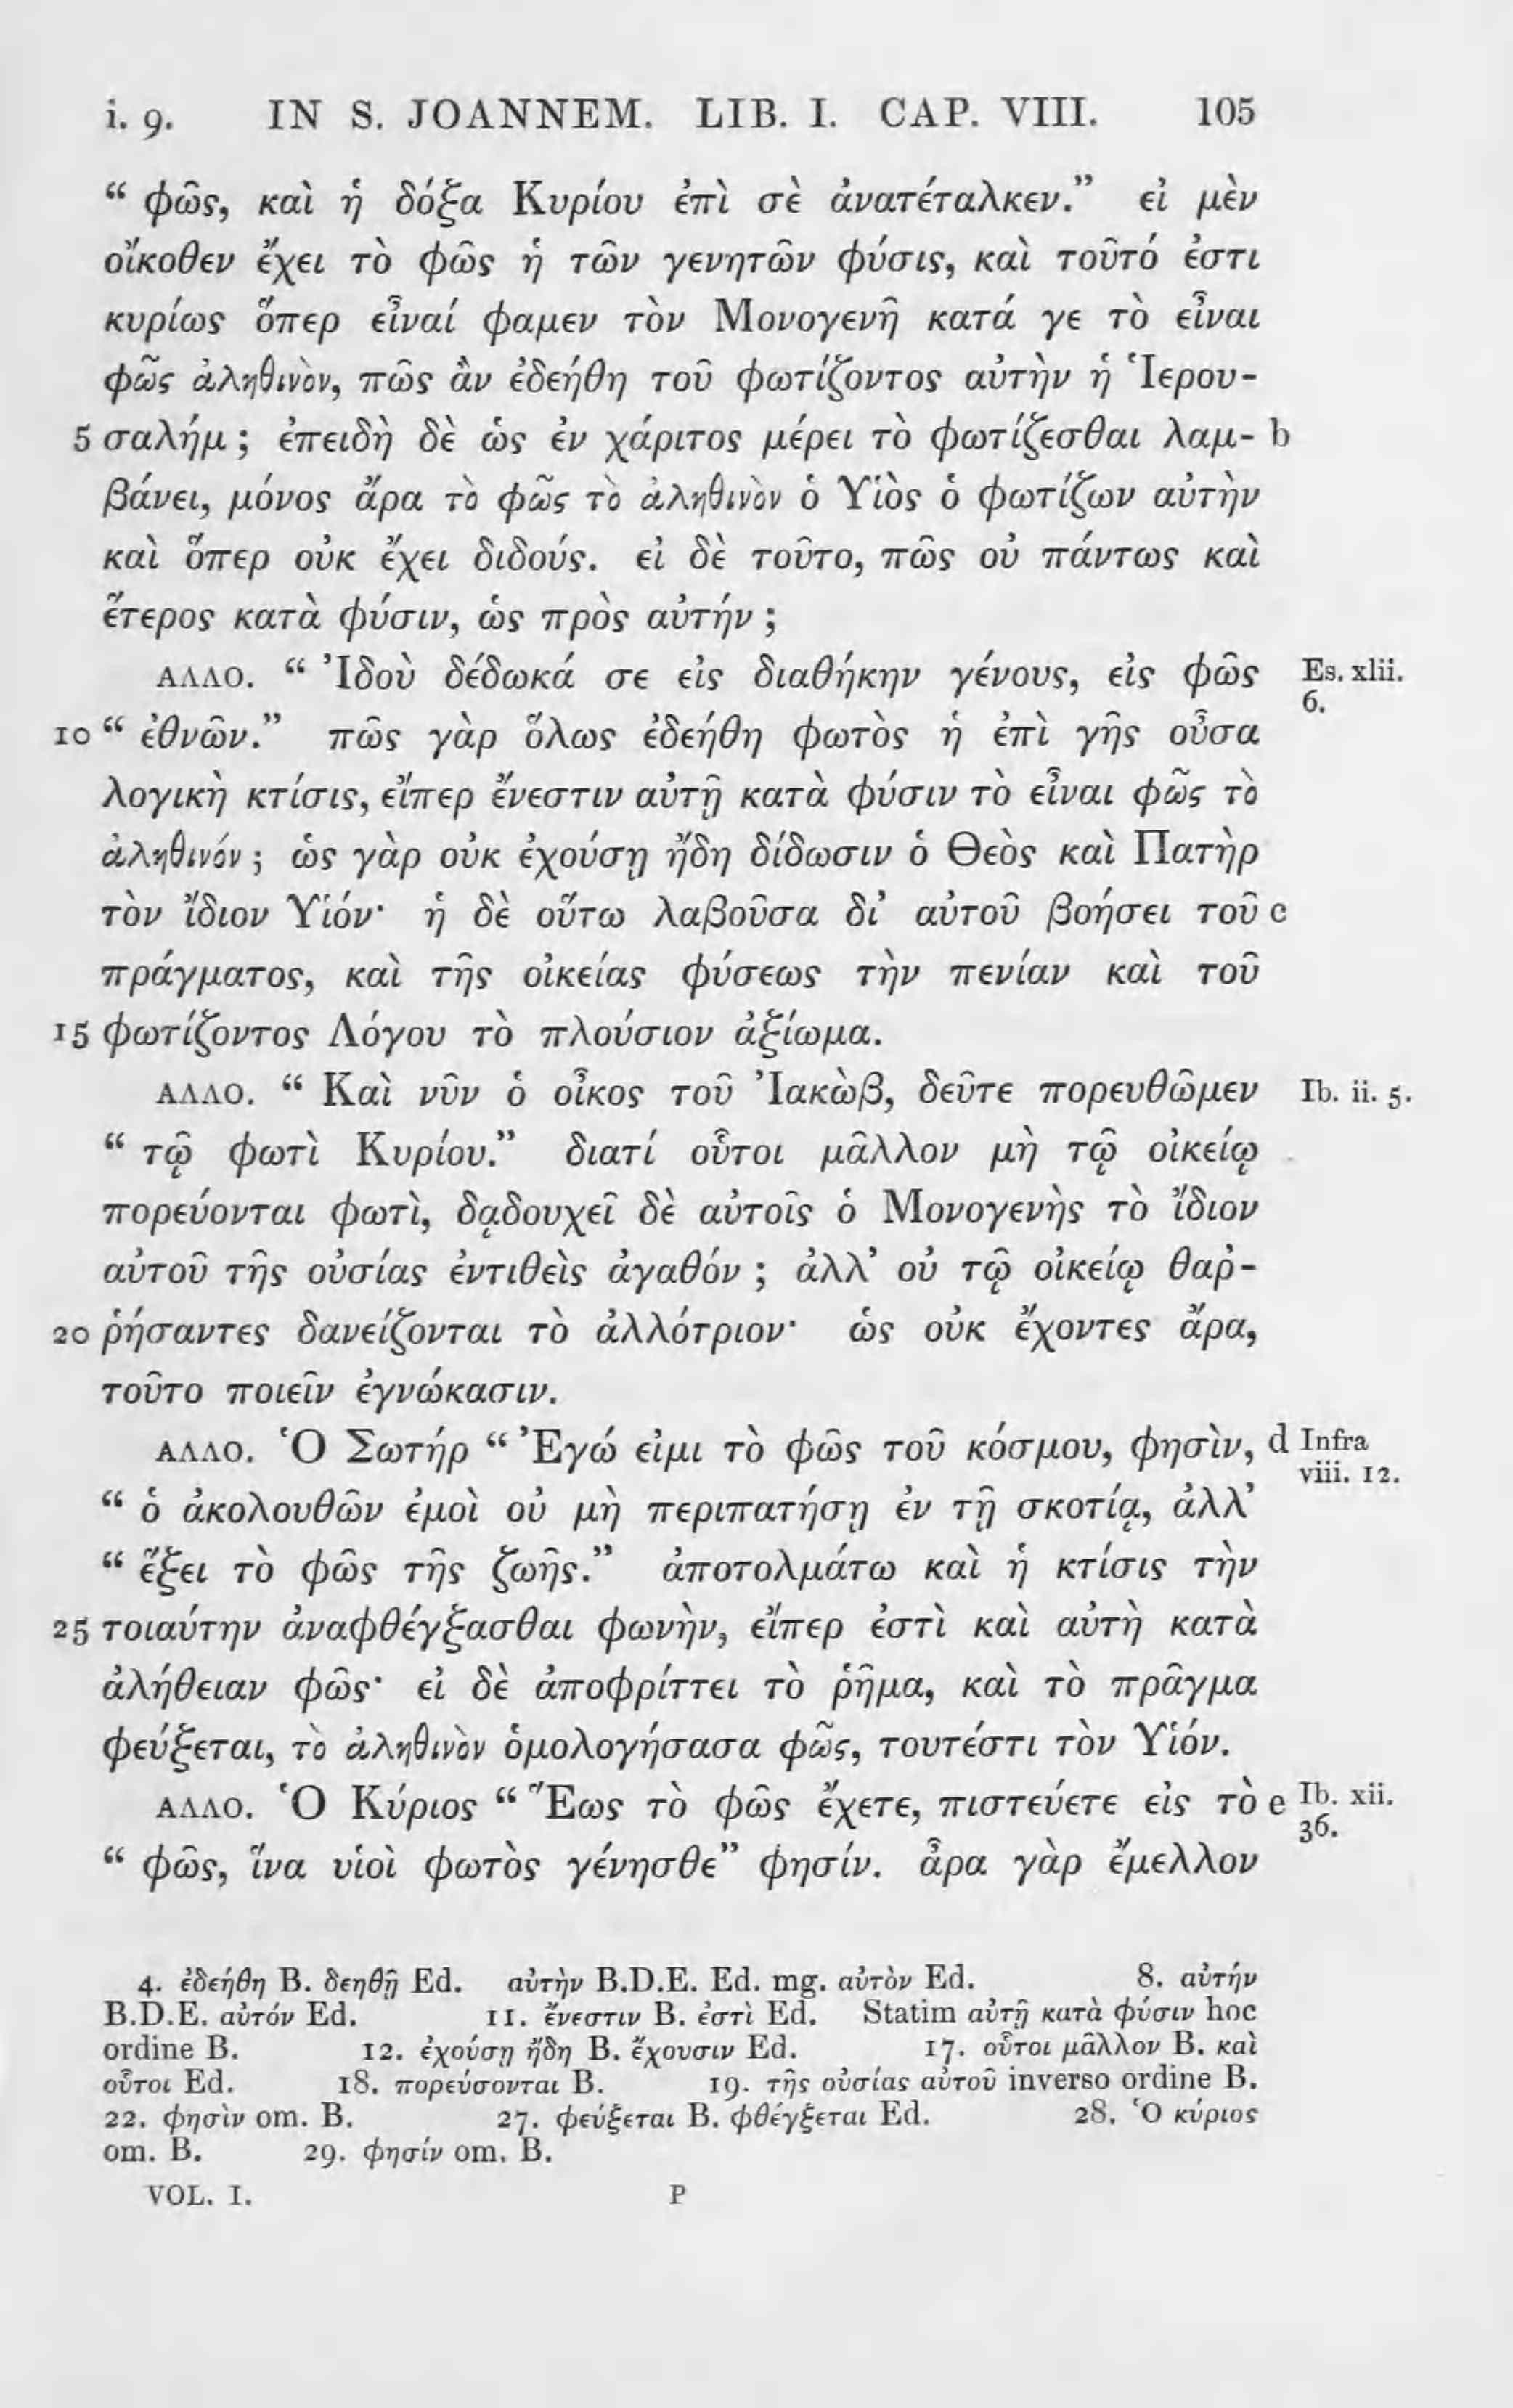 i. 9. IN S. JOANNEM. LIB. I. CAP. VIII. 105
“ φῶς, καὶ ἡ δόξα Κυρίου ἐπὶ σὲ ἀνατέταλκεν.” εἰ μὲν
οἴκοθεν ἔχει τὸ φῶς ἡ τῶν γενητῶν φύσις, καὶ τοῦτό ἐστι
κυρίως ὅπερ εἶναί φαμεν τὸν Μονογενῆ κατά γε τὸ εἶναι
φῶς ἀληθινὸν, πῶς ἂν ἐδεήθη τοῦ φωτίζοντος αὐτὴν ἡ Ἱερου-
5 σαλήμ ; ἐπειδὴ δὲ ὡς ἐν χάριτος μέρει τὸ φωτίζεσθαι λαμ- b
βάνει, μόνος ἄρα τὸ φῶς τὸ ἀληθινὸν ὁ Υἱὸς ὁ φωτίζων αὐτὴν
καὶ ὅπερ οὐκ ἔχει διδούς. εἰ δὲ τοῦτο, πῶς οὐ πάντως καὶ
ἕτερος κατὰ φύσιν, ὡς πρὸς αὐτήν ;
ΑΛΛΟ. “ Ἰδοὺ δέδωκά σε εἰς διαθήκην γένους, εἰς φῶς Es. xlii.
6.
10 “ ἐθνῶν.” πῶς γὰρ ὅλως ἐδεήθη φωτὸς ἡ ἐπὶ γῆς οὖσα
λογικὴ κτίσις, εἴπερ ἔνεστιν αὐτῇ κατὰ φύσιν τὸ εἶναι φῶς τὸ
ἀληθινόν ; ὡς γὰρ οὐκ ἐχούσῃ ἤδη δίδωσιν ὁ Θεὸς καὶ Πατὴρ
τὸν ἴδιον Υἱόν· ἡ δὲ οὕτω λαβοῦσα δι’ αὐτοῦ βοήσει τοῦ c
πράγματος, καὶ τῆς οἰκείας φύσεως τὴν πενίαν καὶ τοῦ
15 φωτίζοντος Λόγου τὸ πλούσιον ἀξίωμα.
ΑΛΛΟ. “ Καὶ νῦν ὁ οἶκος τοῦ Ἰακὼβ, δεῦτε πορευθῶμεν Ib. ii. 5.
“ τῷ φωτὶ Κυρίου.” διατί οὗτοι μᾶλλον μὴ τῷ οἰκείῳ
πορεύονται φωτὶ, δᾳδουχεῖ δὲ αὐτοῖς ὁ Μονογενὴς τὸ ἴδιον
αὐτοῦ τῆς οὐσίας ἐντιθεὶς ἀγαθόν ; ἀλλ’ οὐ τῷ οἰκείῳ θαῤ-
20 ῥήσαντες δανείζονται τὸ ἀλλότριον· ὡς οὐκ ἔχοντες ἄρα,
τοῦτο ποιεῖν ἐγνώκασιν.
ΑΛΛΟ. Ὁ Σωτήρ “ Ἐγώ εἰμι τὸ φῶς τοῦ κόσμου, φησὶν, d Infra
viii. 12.
“ ὁ ἀκολουθῶν ἐμοὶ οὐ μὴ περιπατήσῃ ἐν τῇ σκοτίᾳ, ἀλλ’
“ ἕξει τὸ φῶς τῆς ζωῆς.” ἀποτολμάτω καὶ ἡ κτίσις τὴν
25 τοιαύτην ἀναφθέγξασθαι φωνὴν, εἴπερ ἐστὶ καὶ αὐτὴ κατὰ
ἀλήθειαν φῶς· εἰ δὲ ἀποφρίττει τὸ ῥῆμα, καὶ τὸ πρᾶγμα
φεύξεται, τὸ ἀληθινὸν ὁμολογήσασα φῶς, τουτέστι τὸν Υἱόν.
ΑΛΛΟ. Ὁ Κύριος “ Ἕως τὸ φῶς ἔχετε, πιστεύετε εἰς τὸ e Ib. xii.
36.
“ φῶς, ἵνα υἱοὶ φωτὸς γένησθε” φησίν. ἆρα γὰρ ἔμελλον
4. ἐδεήθη B. δεηθῇ Ed. αὐτὴν B.D.E. Ed. mg. αὐτὸν Ed. 8. αὐτήν
B.D.E. αὐτόν Ed. 11. ἔνεστιν B. ἐστὶ Ed. Statim αὐτῇ κατὰ φύσιν hoc
ordine B. 12. ἐχούσῃ ἤδη B. ἔχουσιν Ed. 17. οὗτοι μᾶλλον B. καὶ
οὗτοι Ed. 18. πορεύσονται B. 19. τῆς οὐσίας αὐτοῦ inverso ordine B.
22. φησὶν om. B. 27. φεύξεται B. φθέγξεται Ed. 28. Ὁ κύριος
om. B. 29. φησίν om. B.
VOL. I. P